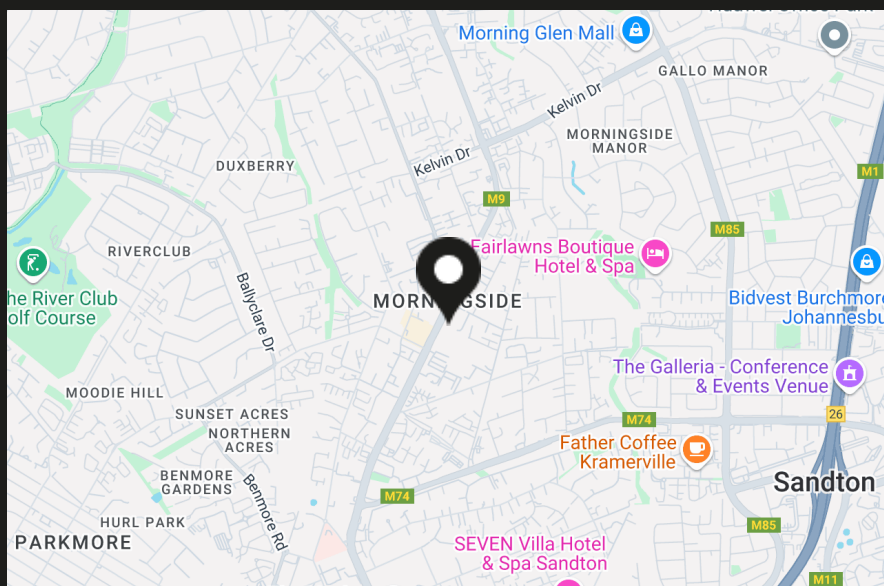 Morning Glen Mall
GALLO MANOR
Kelvin Dr
MORNINGSIDE
MANOR
Kelvin Dr
DUXBERRY
M1
M9
M85
RIVERCLUB
Fairlawns Boutique
Hotel & Spa
Ballyclare Dr
he River Club
olf Course
MORNINGSIDE
Bidvest Burchmore
Johannesbu
The Galleria - Conference
& Events Venue
MOODIE HILL
SUNSET ACRES
NORTHERN
ACRES
M74
26
Father Coffee
Kramerville
BENMORE
GARDENS
Benmore Rd
M74
Sandton
HURL PARK
PARKMORE
M85
SEVEN Villa Hotel
& Spa Sandton
M11